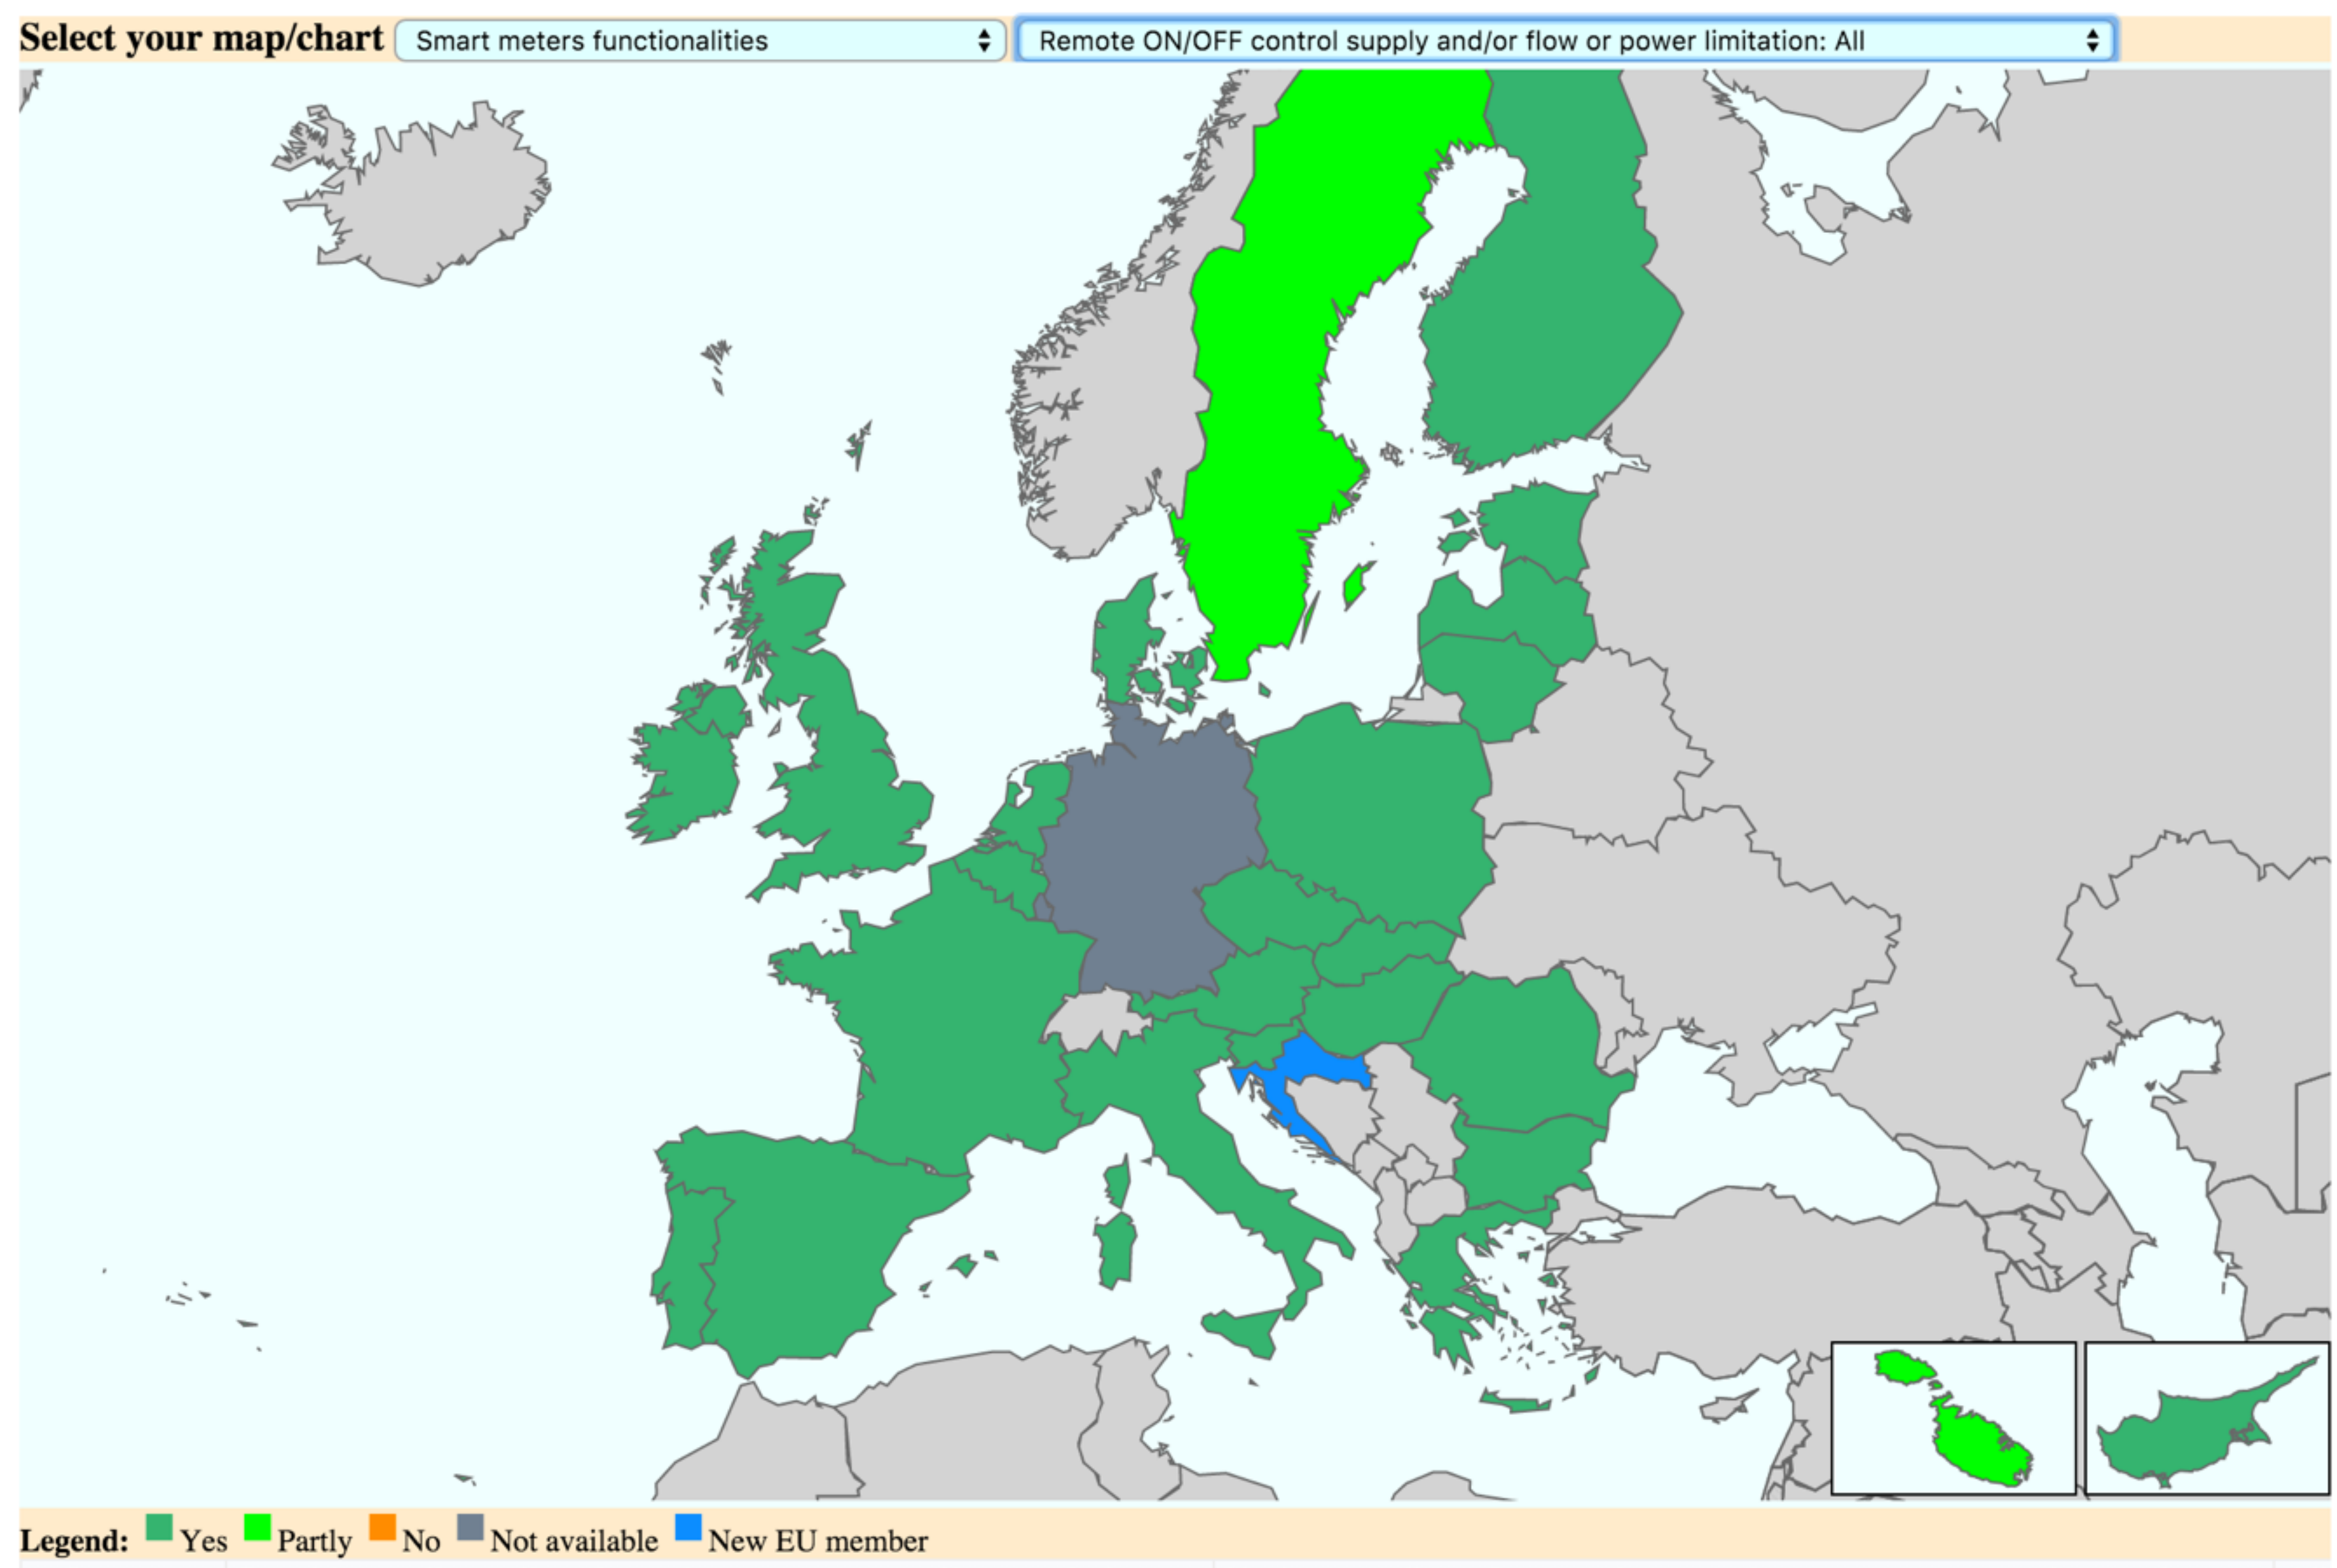 Select your map/chart Smart meters functionalities Remote ON/OFF control supply and/or flow or power limitation: All
Legend: Yes Partly No Not available New EU member